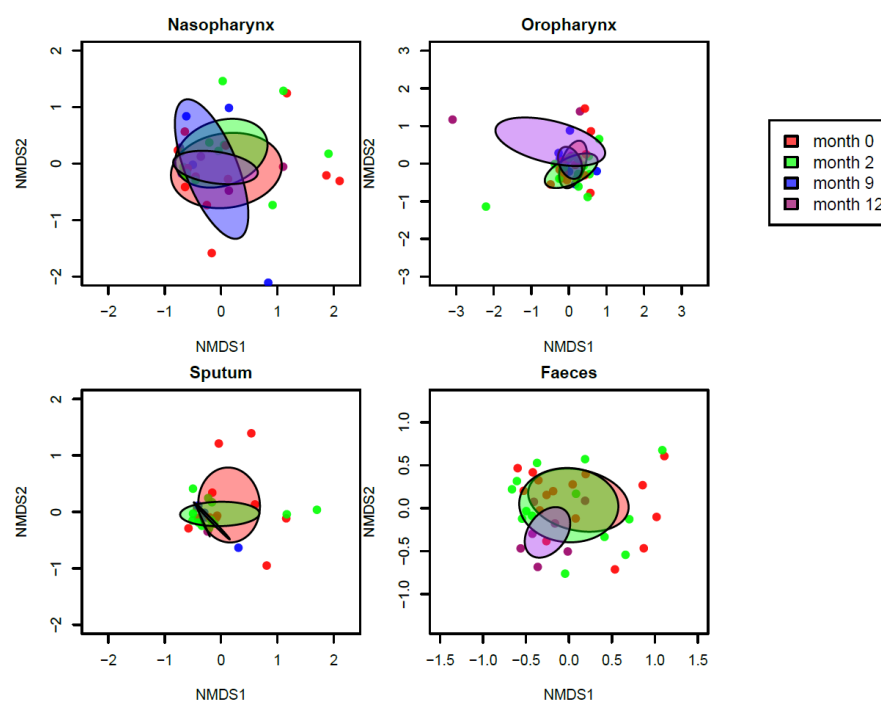 Nasopharynx
2
1
0
−1
−2
NMDS2
−2
−1
0
1
2
NMDS1
Oropharynx
3
2
1
0
−1
−2
−3
NMDS2
−3
−2
−1
0
1
2
3
NMDS1
month 0
month 2
month 9
month 12
Sputum
2
1
0
−1
−2
NMDS2
−2
−1
0
1
2
NMDS1
Faeces
1.0
0.5
0.0
−0.5
−1.0
NMDS2
−1.5
−1.0
−0.5
0.0
0.5
1.0
1.5
NMDS1